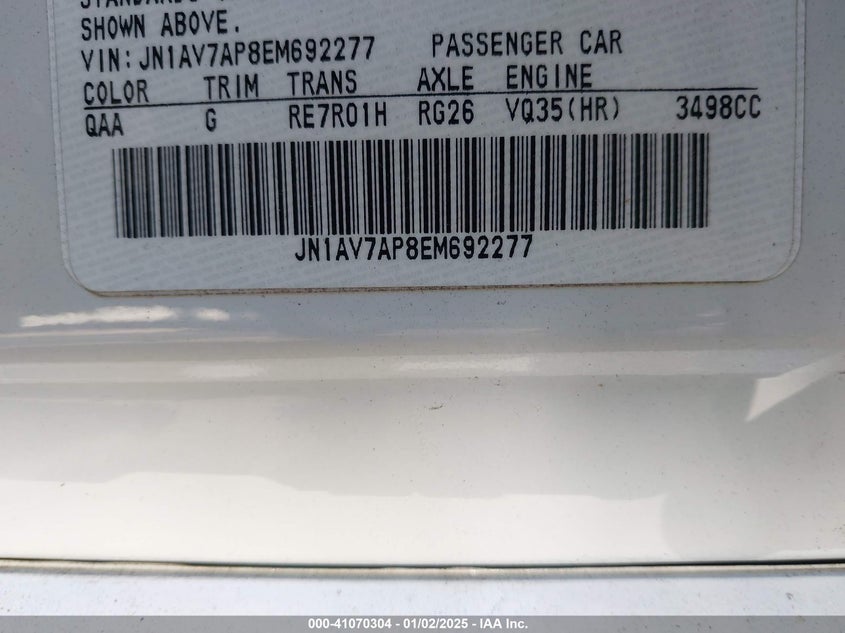 SHOWN ABOVE.
VIN: JN1AV7AP8EM692277 PASSENGER CAR
COLOR TRIM TRANS AXLE ENGINE
QAA G RE7R01H RG26 VQ35(HR) 3498CC
JN1AV7AP8EM692277
000-41070304 - 01/02/2025 - IAA Inc.